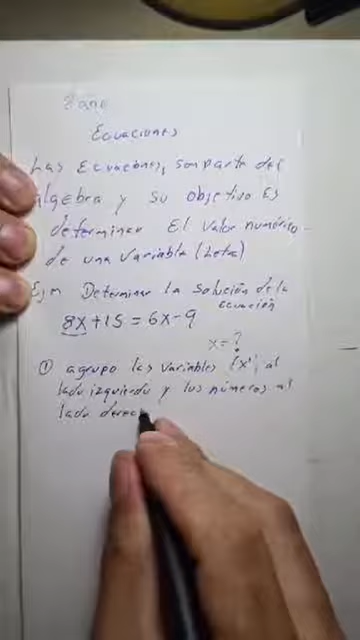 8 año
Ecuaciones
Las Ecuaciones, son parte del
álgebra y su objetivo Es
determinar El valor numérico
de una variable (Letra)
Ejm Determinar la solución de la
ecuación
8x + 15 = 6x - 9
x = ?
① agrupo las variables "x" al
lado izquierdo y los números al
lado derec